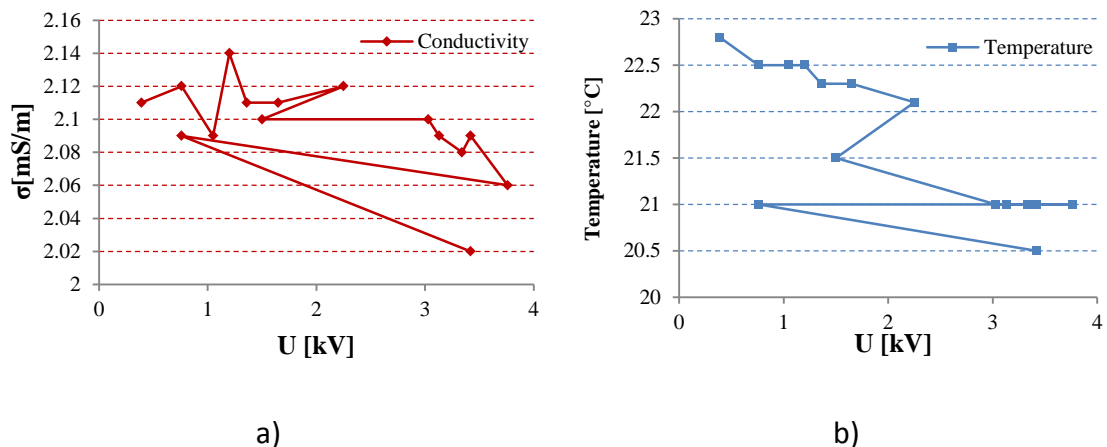 2.16
2.14
2.12
2.1
2.08
2.06
2.04
2.02
2
σ[mS/m]
Conductivity
0 1 2 3 4
U [kV]
a)
23
22.5
22
21.5
21
20.5
20
Temperature [°C]
Temperature
0 1 2 3 4
U [kV]
b)